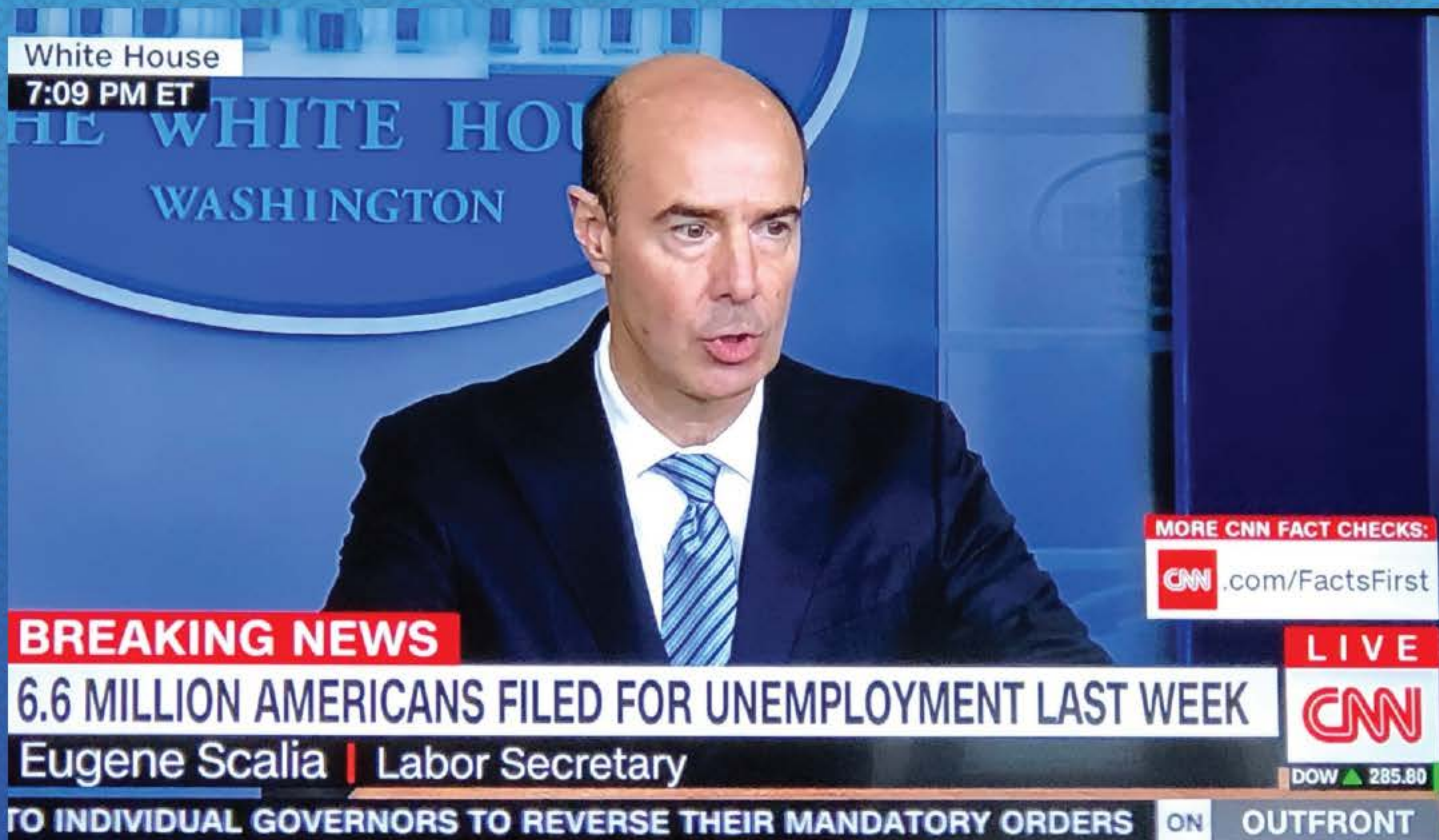 White House
7:09 PM ET
HE WHITE HOU
WASHINGTON
MORE CNN FACT CHECKS:
CNN .com/FactsFirst
BREAKING NEWS
LIVE
6.6 MILLION AMERICANS FILED FOR UNEMPLOYMENT LAST WEEK
CNN
Eugene Scalia | Labor Secretary
DOW ▲ 285.80
TO INDIVIDUAL GOVERNORS TO REVERSE THEIR MANDATORY ORDERS ON OUTFRONT